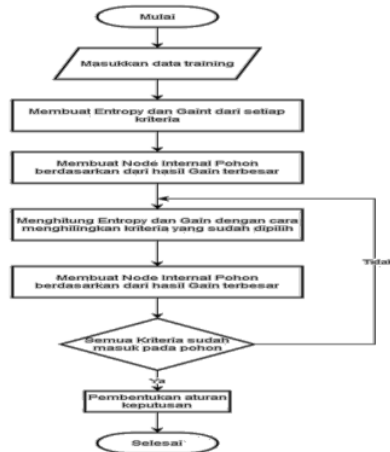 Mulai
Masukkan data training
Membuat Entropy dan Gaint dari setiap
kriteria
Membuat Node Internal Pohon
berdasarkan dari hasil Gain terbesar
Menghitung Entropy dan Gain dengan cara
menghilingkan kriteria yang sudah dipilih
Tidak
Membuat Node Internal Pohon
berdasarkan dari hasil Gain terbesar
Semua Kriteria sudah
masuk pada pohon
Ya
Pembentukan aturan
keputusan
Selesai